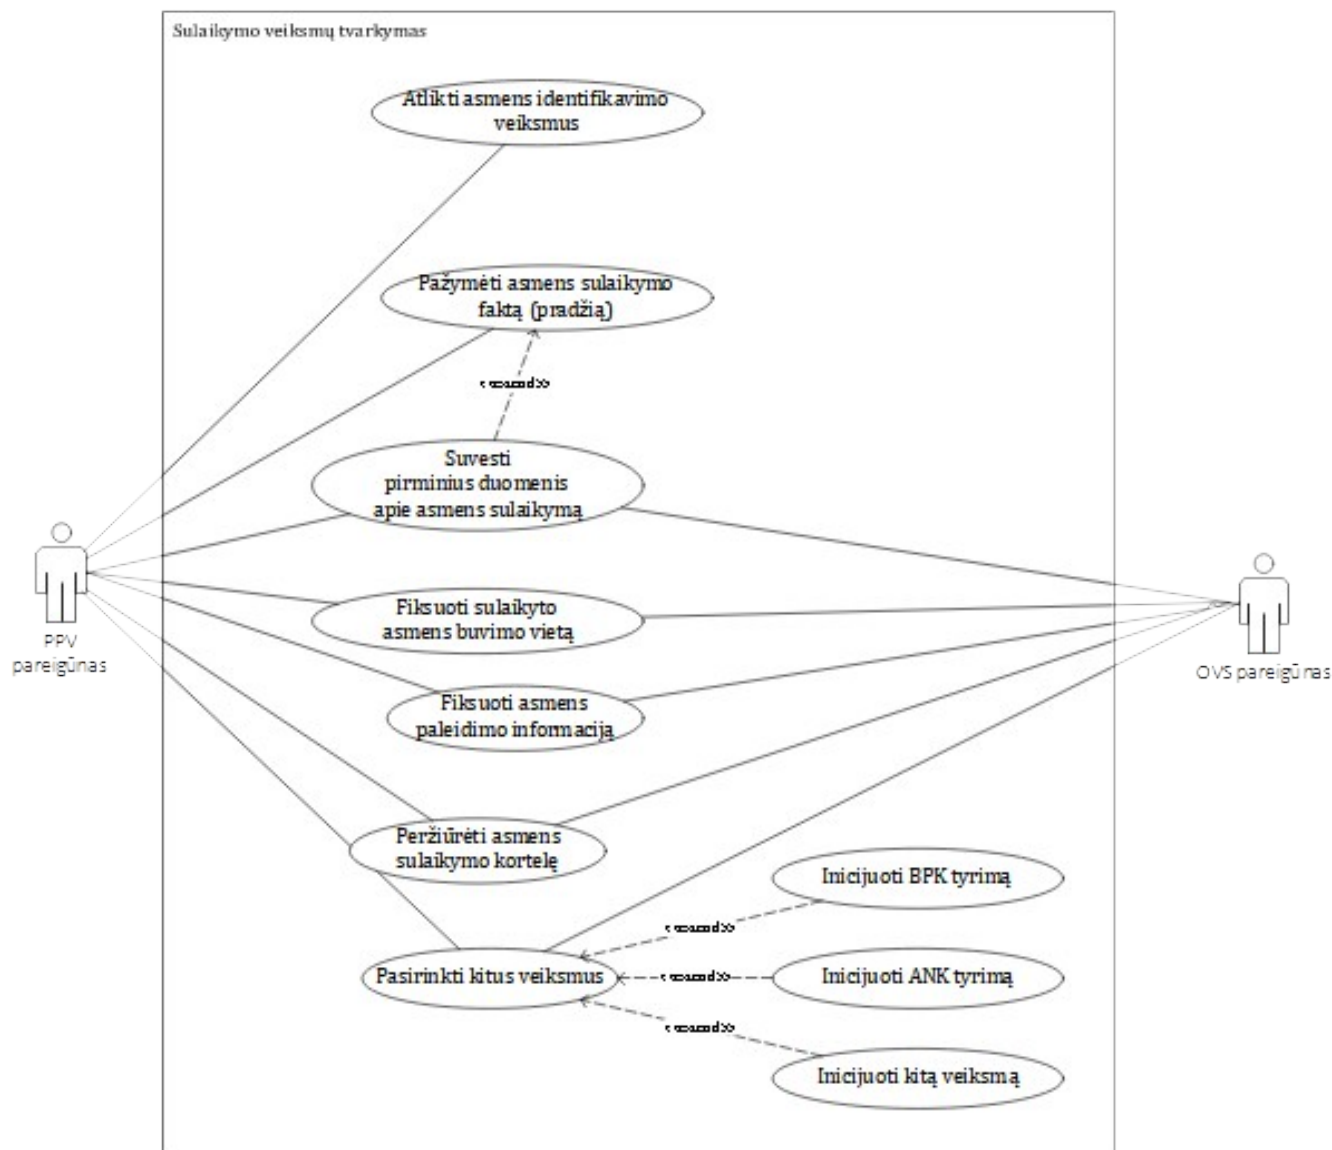 Sulaikymo veiksmų tvarkymas
Atlikti asmens identifikavimo
veiksmus
Pažymėti asmens sulaikymo
faktą (pradžią)
Suvesti
pirminius duomenis
apie asmens sulaikymą
Fiksuoti sulaikyto
asmens buvimo vietą
PPV
pareigūnas
OVS pareigūnas
Fiksuoti asmens
paleidimo informaciją
Peržiūrėti asmens
sulaikymo kortelę
Inicijuoti BPK tyrimą
Pasirinkti kitus veiksmus
Inicijuoti ANK tyrimą
Inicijuoti kitą veiksmą